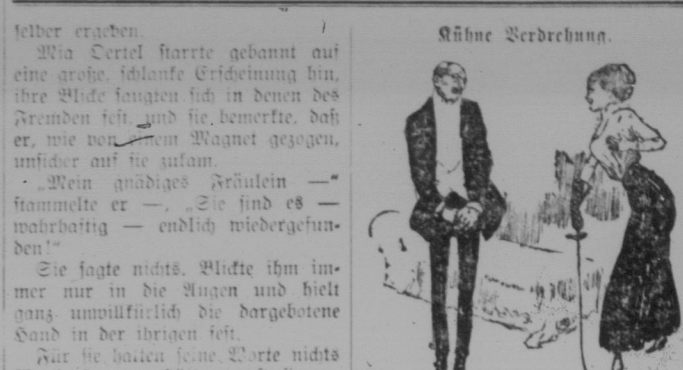 selber ergeben.
Mia Oertel starrte gebannt auf
eine große, schlanke Erscheinung hin,
ihre Blicke saugten sich in denen des
Fremden fest, und sie bemerkte, daß
er, wie von einem Magnet gezogen,
unsicher auf sie zukam.
„Mein gnädiges Fräulein —“
stammelte er —, „Sie sind es —
wahrhaftig — endlich wiedergefun-
den!“
Sie sagte nichts. Blickte ihm im-
mer nur in die Augen und hielt
ganz unwillkürlich die dargebotene
Hand in der ihrigen fest.
Für sie hatten seine Worte nichts
Kühne Verdrehung.